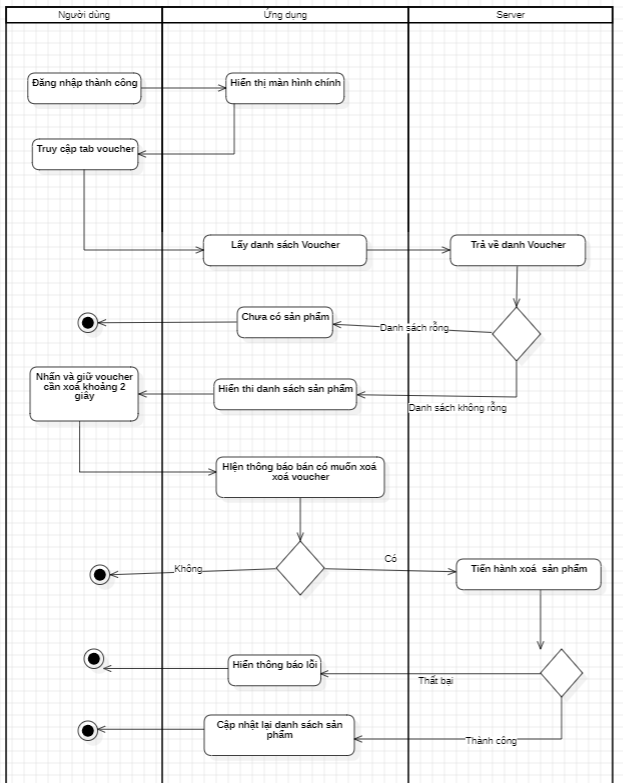 Người dùng
Ứng dụng
Server
Đăng nhập thành công
Hiển thị màn hình chính
Truy cập tab voucher
Lấy danh sách Voucher
Trả về danh Voucher
Chưa có sản phẩm
Danh sách rỗng
Nhấn và giữ voucher
cần xoá khoảng 2
giây
Hiển thi danh sách sản phẩm
Danh sách không rỗng
HIện thông báo bán có muốn xoá
xoá voucher
Không
Có
Tiến hành xoá sản phẩm
Hiển thông báo lỗi
Thất bại
Cập nhật lại danh sách sản
phẩm
Thành công